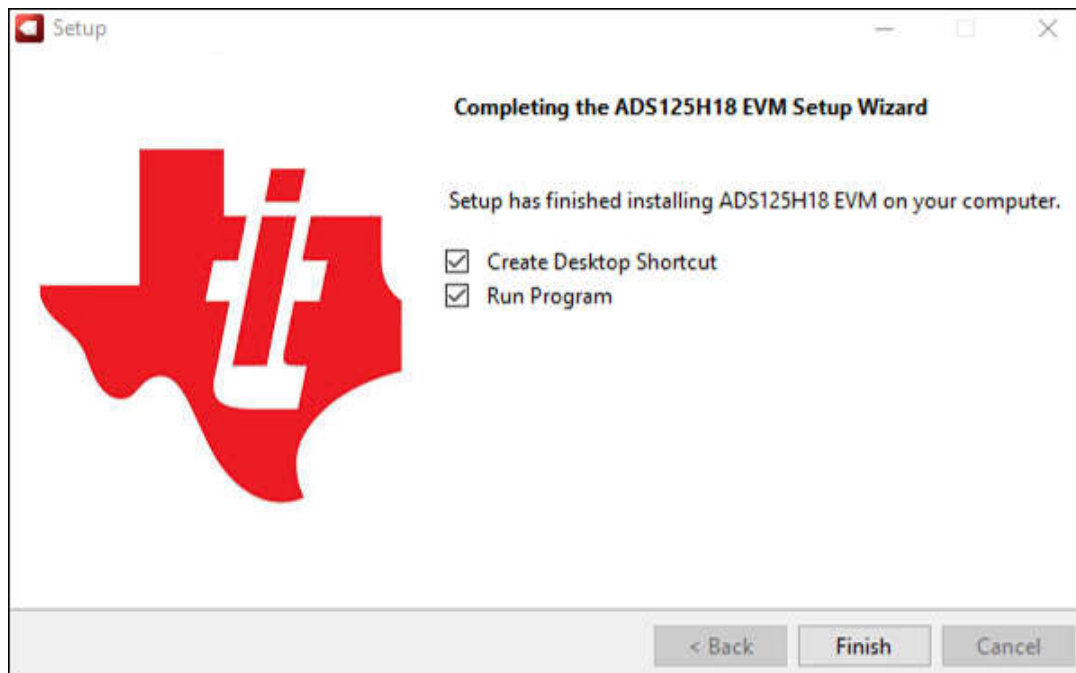 Setup
Completing the ADS125H18 EVM Setup Wizard
Setup has finished installing ADS125H18 EVM on your computer.
Create Desktop Shortcut
Run Program
< Back
Finish
Cancel